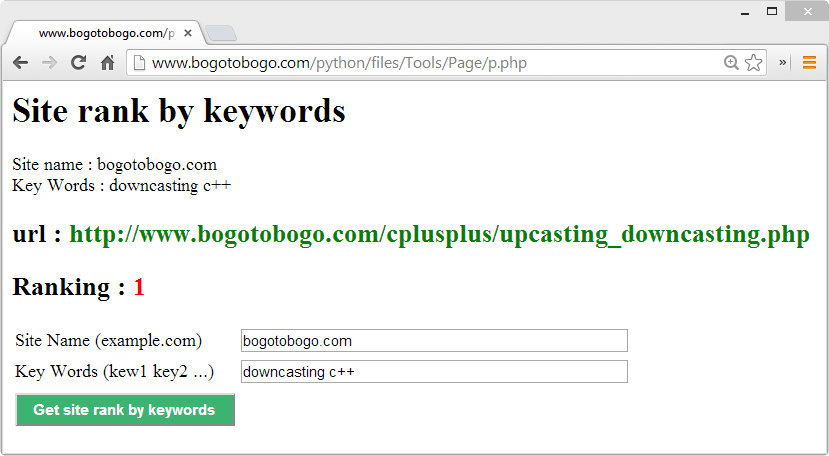 www.bogotobogo.com/p
www.bogotobogo.com/python/files/Tools/Page/p.php
Site rank by keywords
Site name : bogotobogo.com
Key Words : downcasting c++
url : http://www.bogotobogo.com/cplusplus/upcasting_downcasting.php
Ranking : 1
Site Name (example.com) bogotobogo.com
Key Words (kew1 key2 ...) downcasting c++
Get site rank by keywords